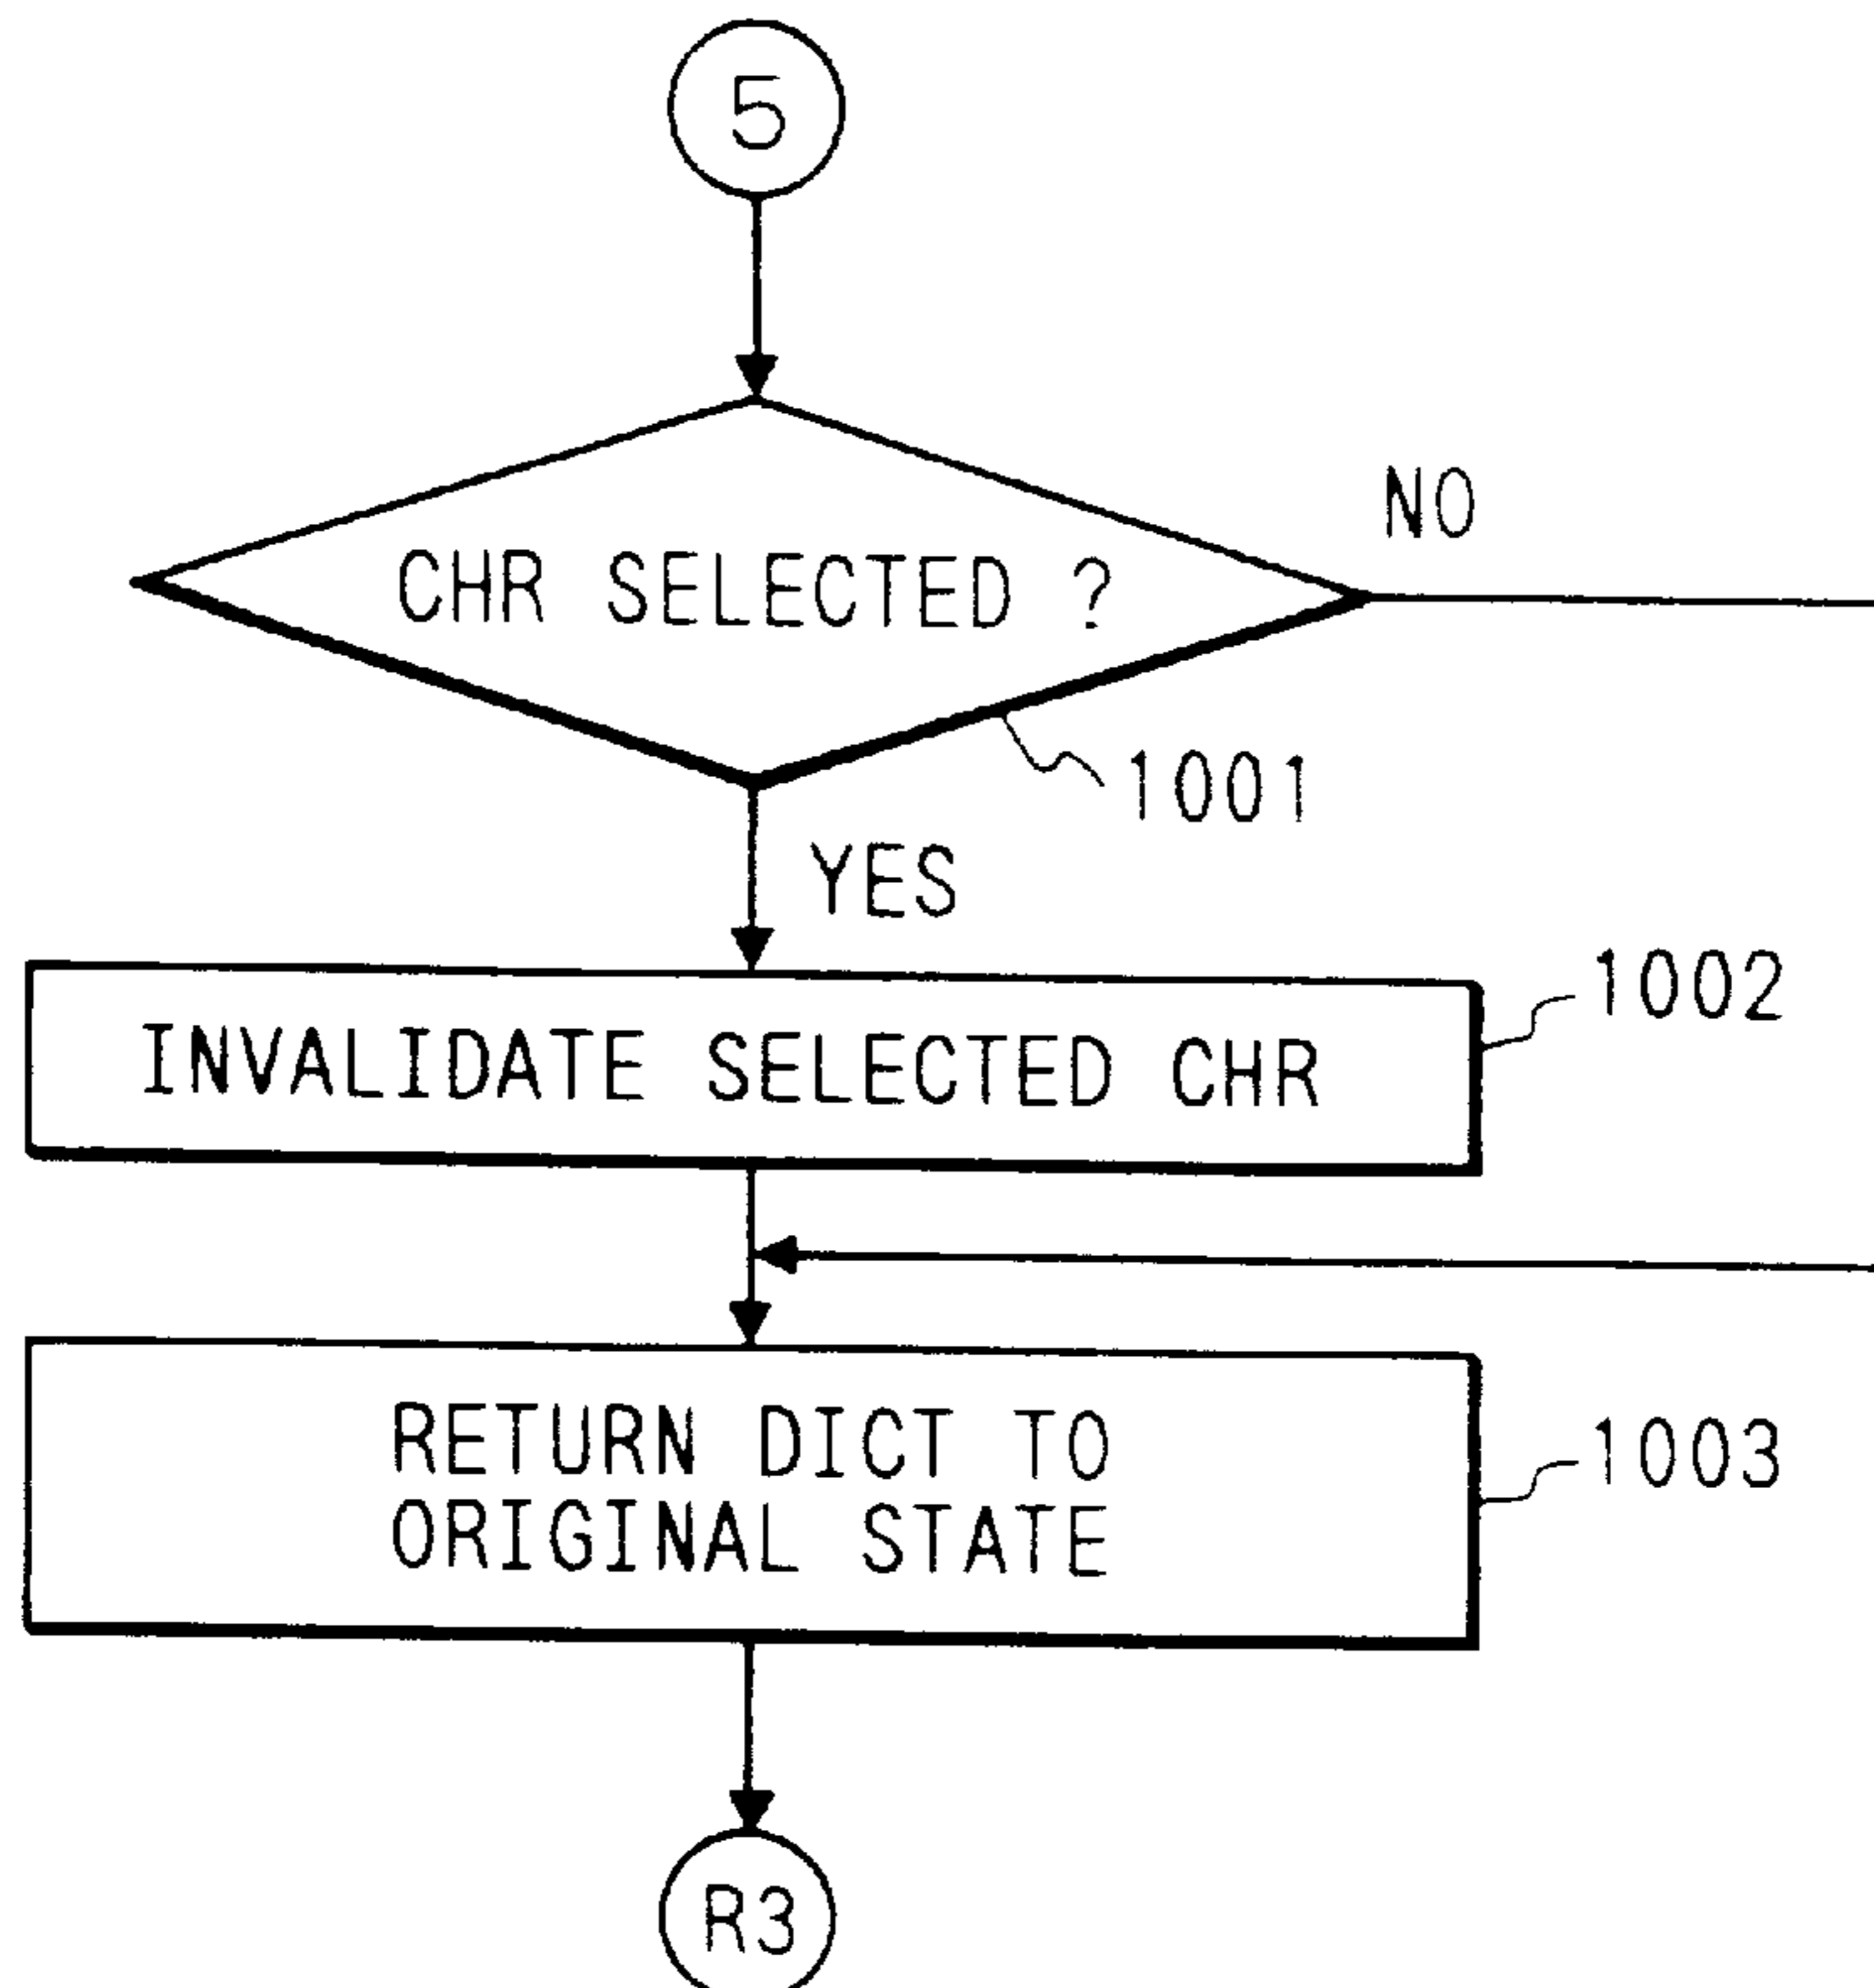 5
CHR SELECTED ?
NO
1001
YES
1002
INVALIDATE SELECTED CHR
RETURN DICT TO
ORIGINAL STATE
1003
R3